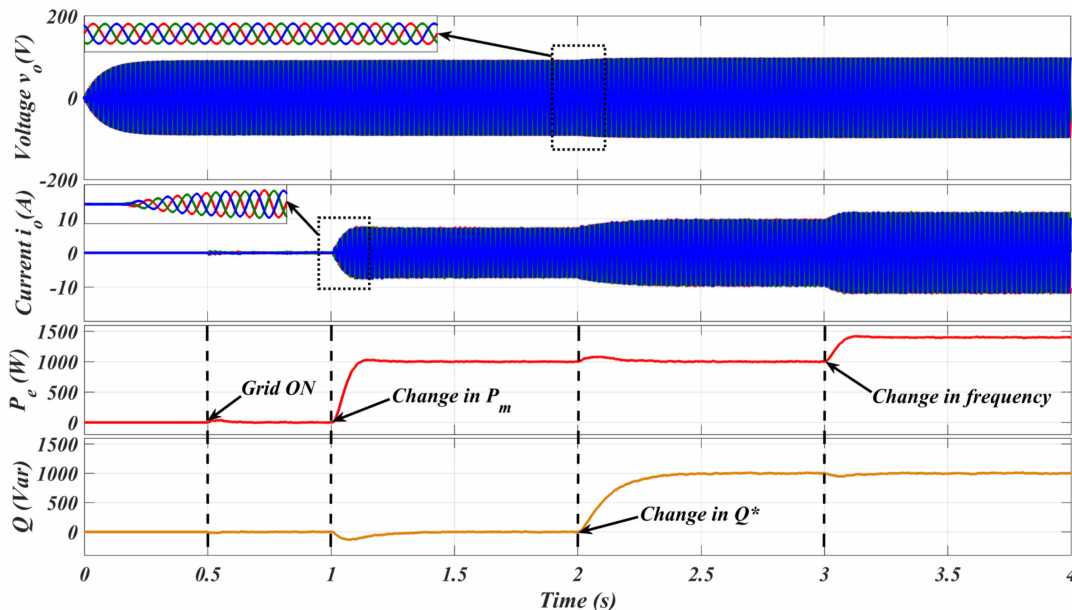 200
0
-200
Voltage v_o(V)
10
0
-10
Current i_o(A)
1500
1000
500
0
P_e (W)
Grid ON
Change in P_m
Change in frequency
1000
500
0
Q (Var)
Change in Q*
0 0.5 1 1.5 2 2.5 3 3.5 4
Time (s)